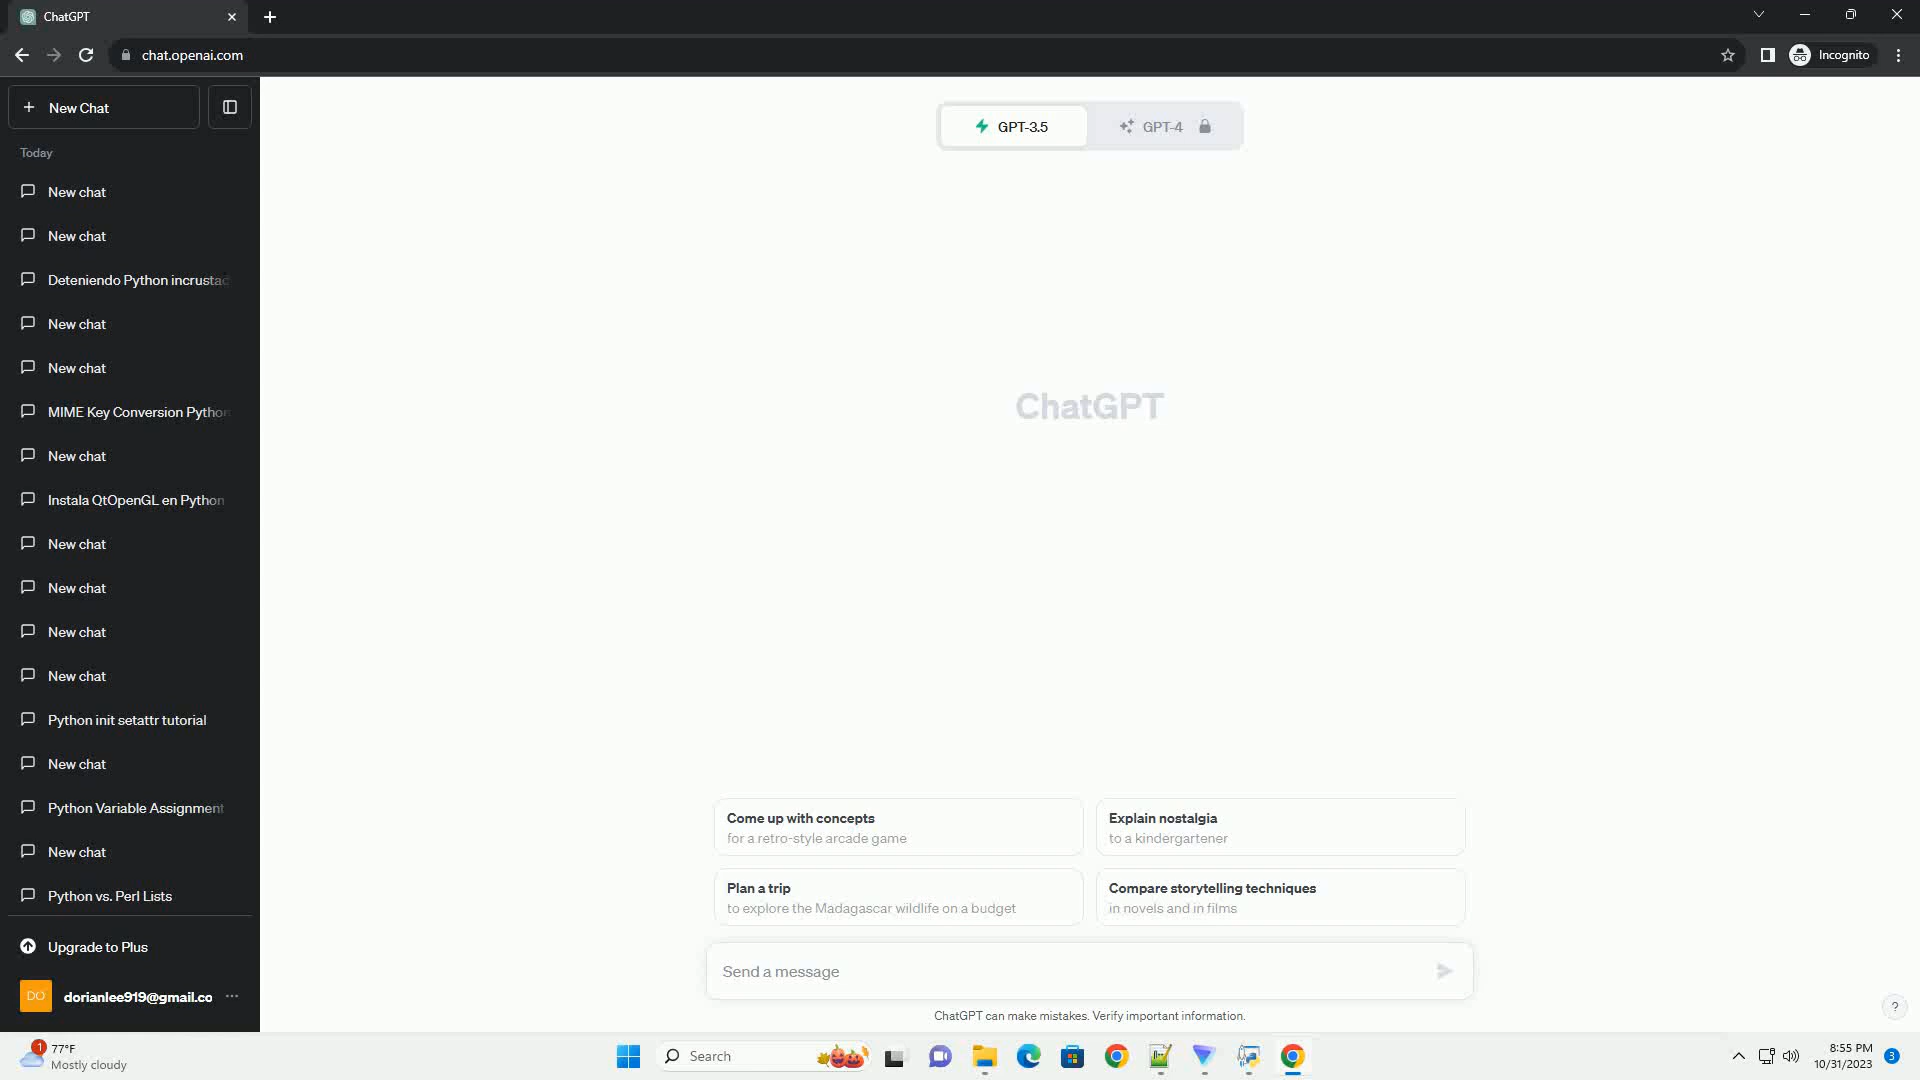 ChatGPT
chat.openai.com
Incognito
New Chat
Today
New chat
New chat
Deteniendo Python incrustac
New chat
New chat
MIME Key Conversion Python
New chat
Instala QtOpenGL en Python
New chat
New chat
New chat
New chat
Python init setattr tutorial
New chat
Python Variable Assignment
New chat
Python vs. Perl Lists
Upgrade to Plus
DO
dorianlee919@gmail.co
GPT-3.5
GPT-4
ChatGPT
Come up with concepts
for a retro-style arcade game
Explain nostalgia
to a kindergartener
Plan a trip
to explore the Madagascar wildlife on a budget
Compare storytelling techniques
in novels and in films
Send a message
ChatGPT can make mistakes. Verify important information.
?
1
77°F
Mostly cloudy
Search
8:55 PM
10/31/2023
3